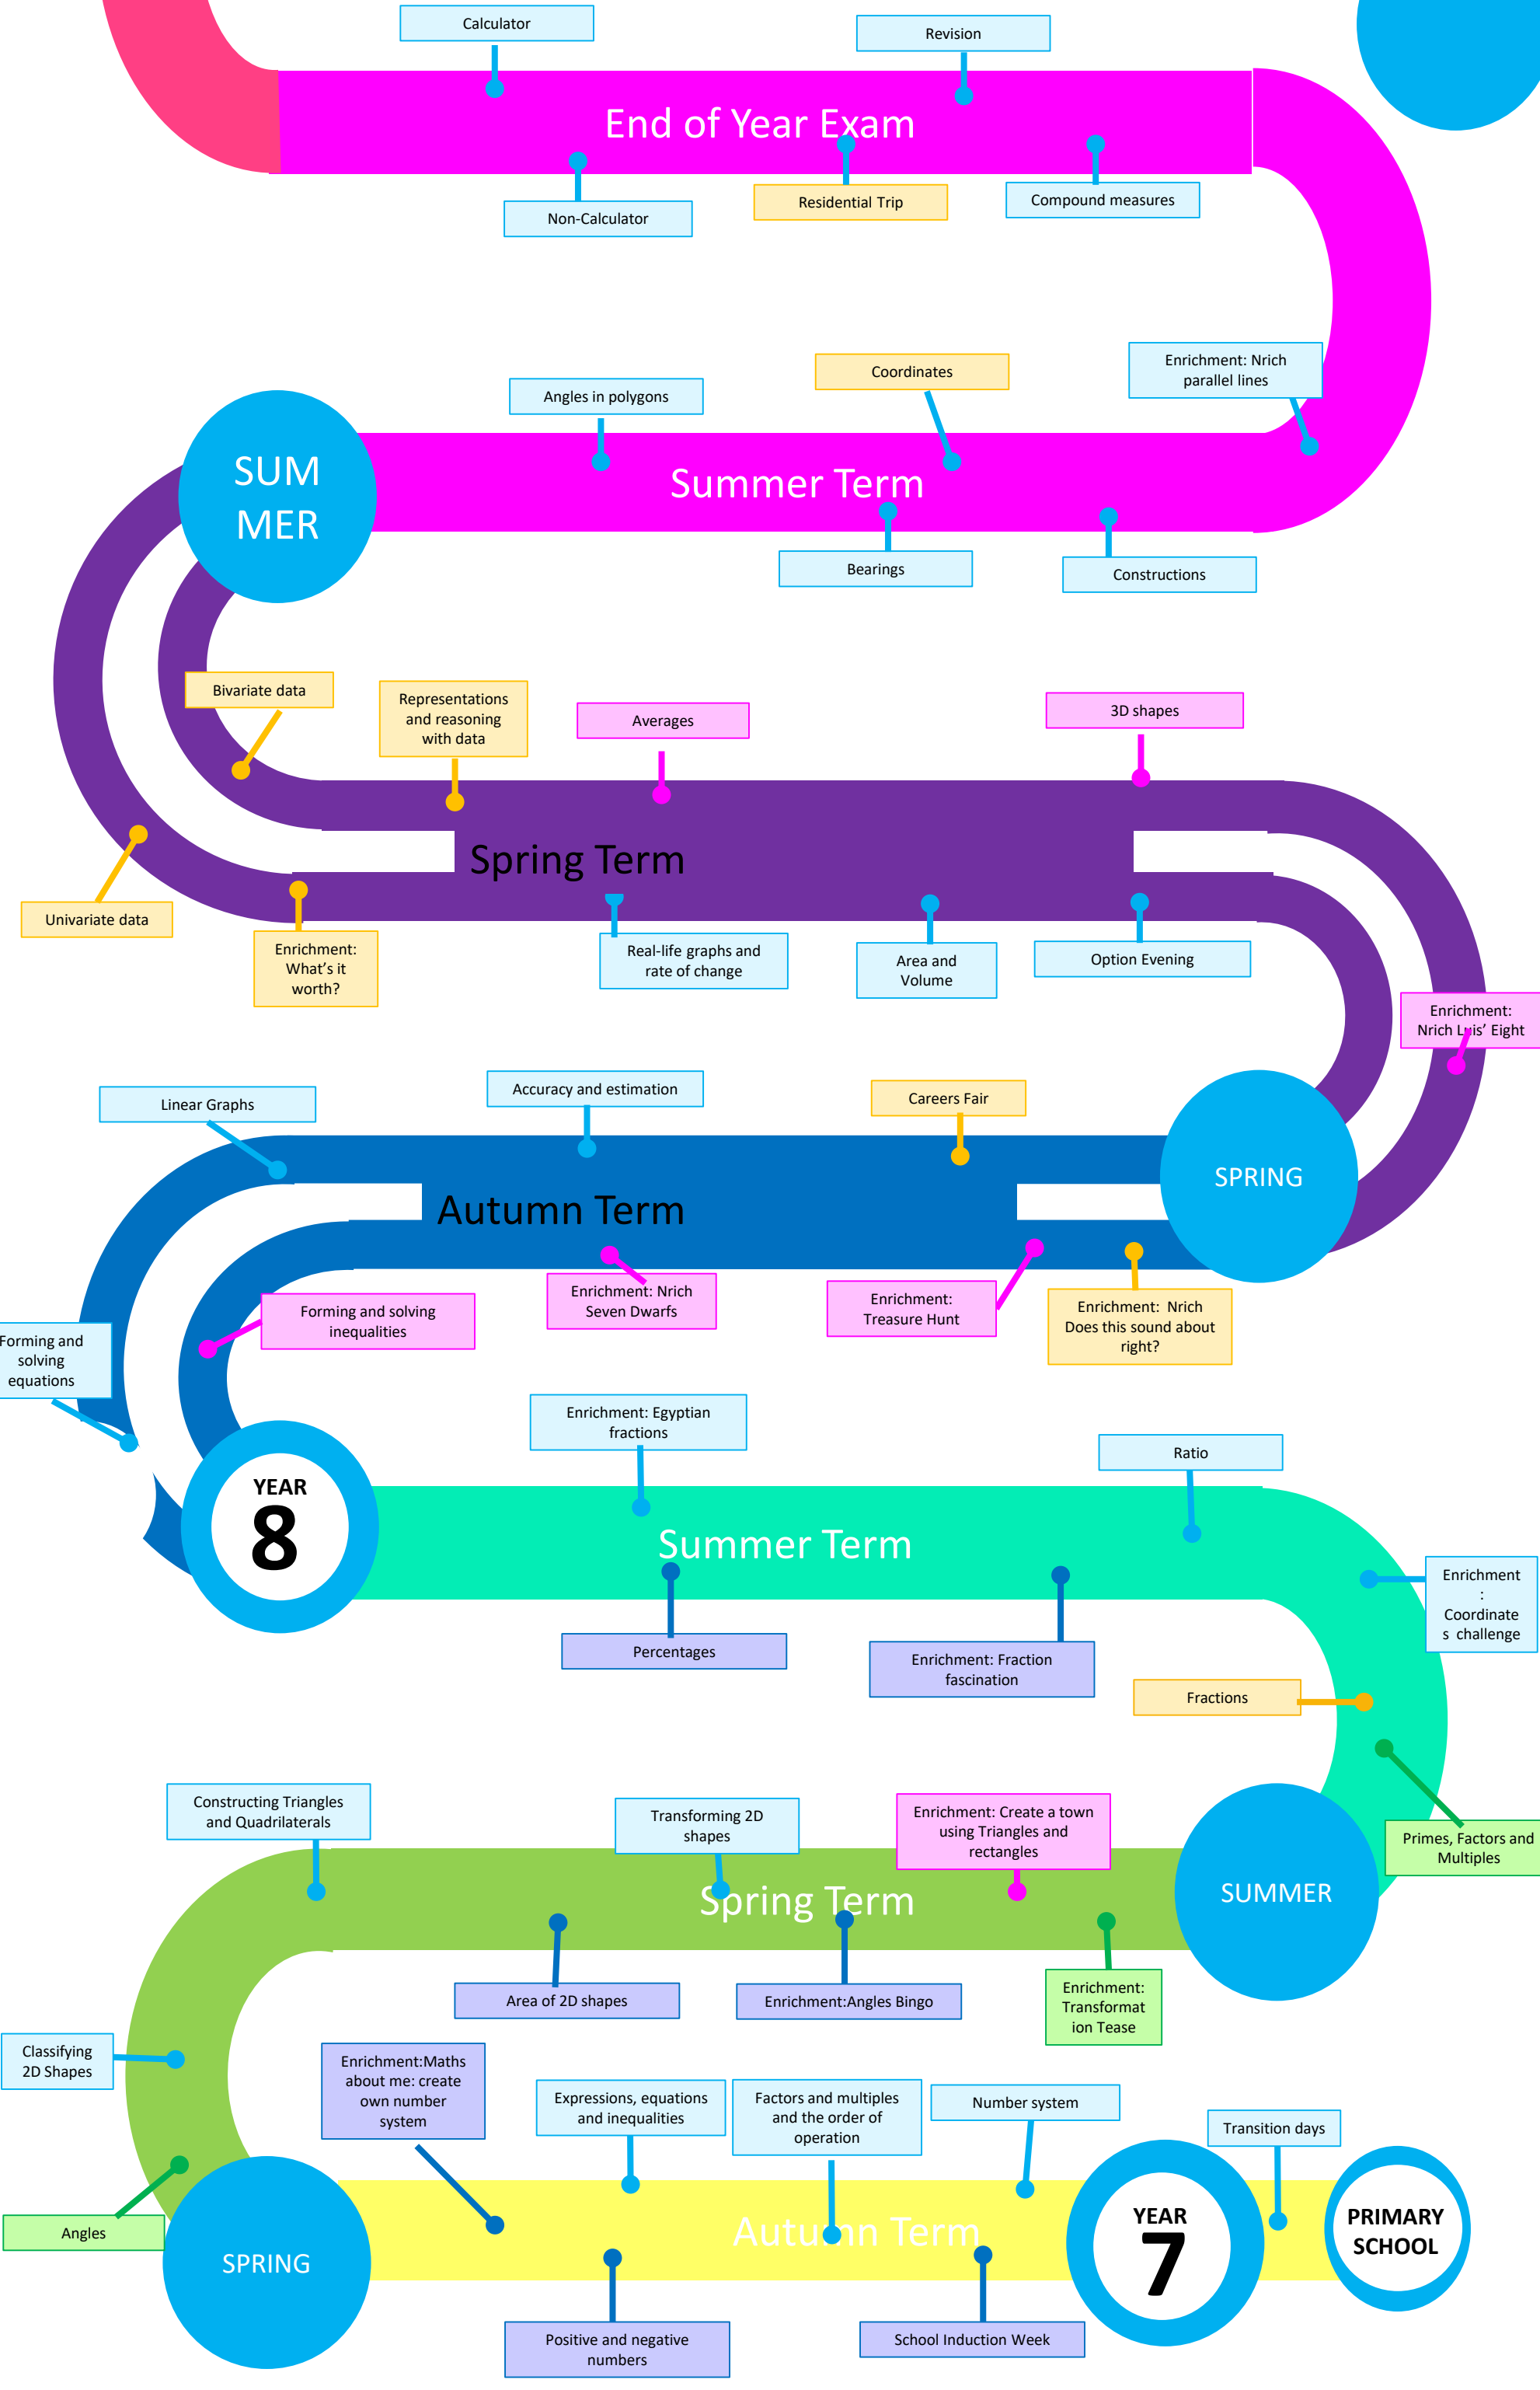 Calculator
Revision
End of Year Exam
Non-Calculator
Residential Trip
Compound measures
Enrichment: Nrich
parallel lines
Coordinates
Angles in polygons
SUM
MER
Summer Term
Bearings
Constructions
Bivariate data
Representations
and reasoning
with data
Averages
3D shapes
Spring Term
Univariate data
Enrichment:
What's it
worth?
Real-life graphs and
rate of change
Area and
Volume
Option Evening
Enrichment:
Nrich Luis' Eight
Linear Graphs
Accuracy and estimation
Careers Fair
SPRING
Autumn Term
Forming and solving
inequalities
Enrichment: Nrich
Seven Dwarfs
Enrichment:
Treasure Hunt
Enrichment: Nrich
Does this sound about
right?
Forming and
solving
equations
Enrichment: Egyptian
fractions
Ratio
YEAR
8
Summer Term
Enrichment
:
Coordinate
s challenge
Percentages
Enrichment: Fraction
fascination
Fractions
Primes, Factors and
Multiples
Constructing Triangles
and Quadrilaterals
Transforming 2D
shapes
Enrichment: Create a town
using Triangles and
rectangles
SUMMER
Spring Term
Area of 2D shapes
Enrichment:Angles Bingo
Enrichment:
Transformat
ion Tease
Classifying
2D Shapes
Enrichment:Maths
about me: create
own number
system
Expressions, equations
and inequalities
Factors and multiples
and the order of
operation
Number system
Transition days
Angles
SPRING
Autumn Term
YEAR
7
PRIMARY
SCHOOL
Positive and negative
numbers
School Induction Week